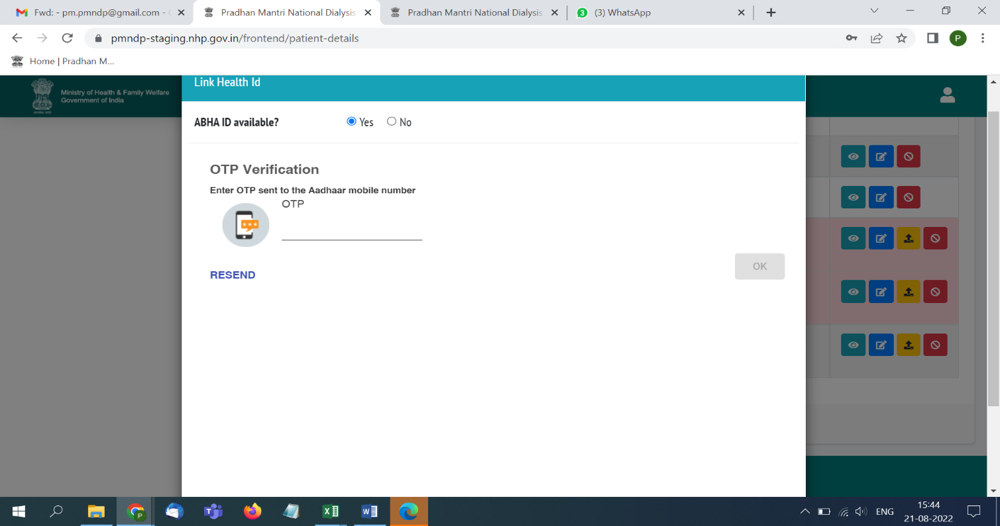 Fwd: - pm.pmndp@gmail.com -
Pradhan Mantri National Dialysis
Pradhan Mantri National Dialysis
3 (3) WhatsApp
pmndp-staging.nhp.gov.in/frontend/patient-details
P
Home | Pradhan M...
Ministry of Health & Family Welfare
Government of India
Link Health Id
ABHA ID available?
Yes
No
OTP Verification
Enter OTP sent to the Aadhaar mobile number
OTP
OK
RESEND
ENG
15:44
21-08-2022